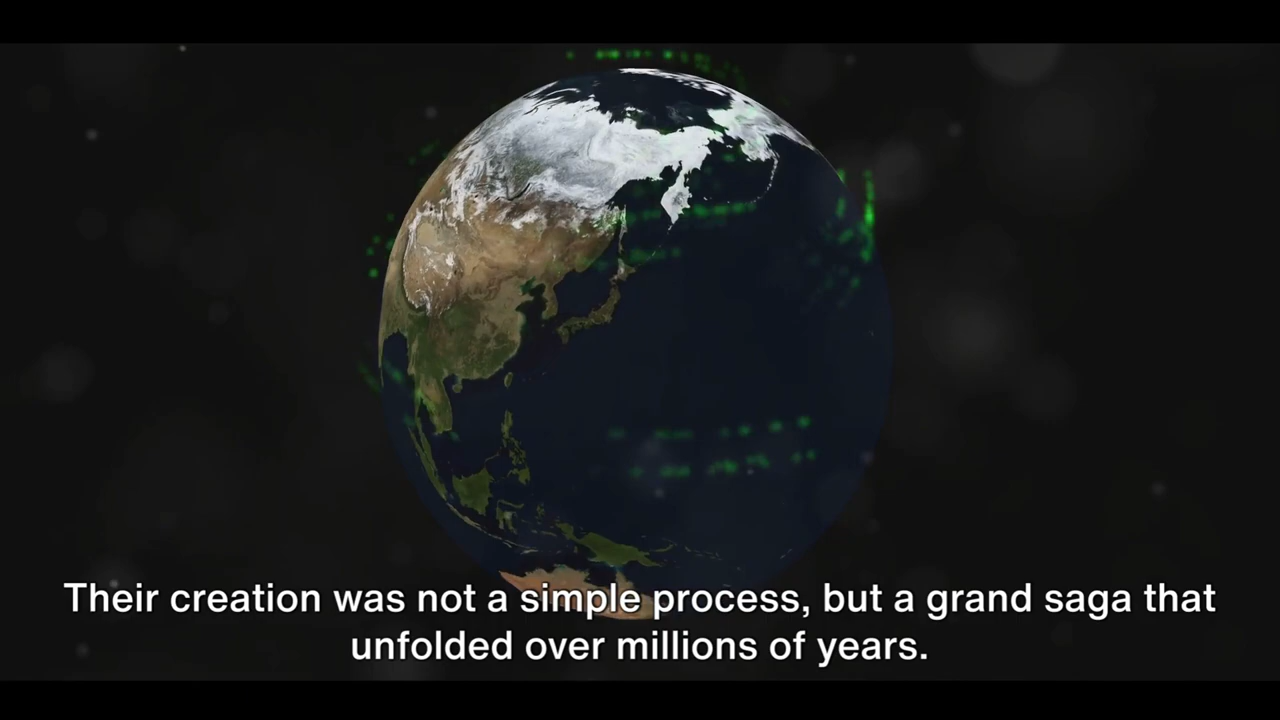 Their creation was not a simple process, but a grand saga that
unfolded over millions of years.